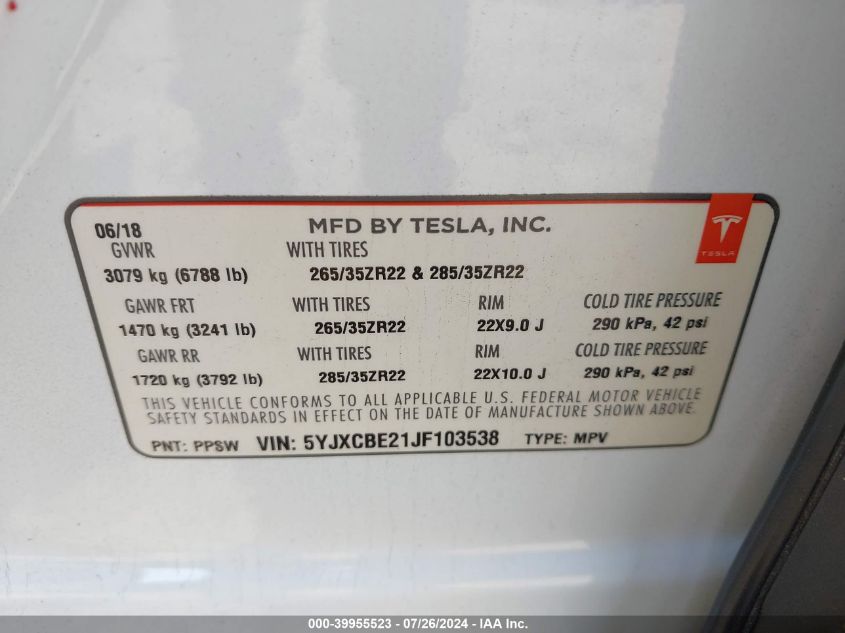 06/18 MFD BY TESLA, INC.
TESLA
GVWR WITH TIRES
3079 kg (6788 lb) 265/35ZR22 & 285/35ZR22
GAWR FRT WITH TIRES RIM COLD TIRE PRESSURE
1470 kg (3241 lb) 265/35ZR22 22X9.0 J 290 kPa, 42 psi
GAWR RR WITH TIRES RIM COLD TIRE PRESSURE
1720 kg (3792 lb) 285/35ZR22 22X10.0 J 290 kPa, 42 psi
THIS VEHICLE CONFORMS TO ALL APPLICABLE U.S. FEDERAL MOTOR VEHICLE
SAFETY STANDARDS IN EFFECT ON THE DATE OF MANUFACTURE SHOWN ABOVE.
PNT: PPSW VIN: 5YJXCBE21JF103538 TYPE: MPV
000-39955523 / 07/26/2024 - IAA Inc.